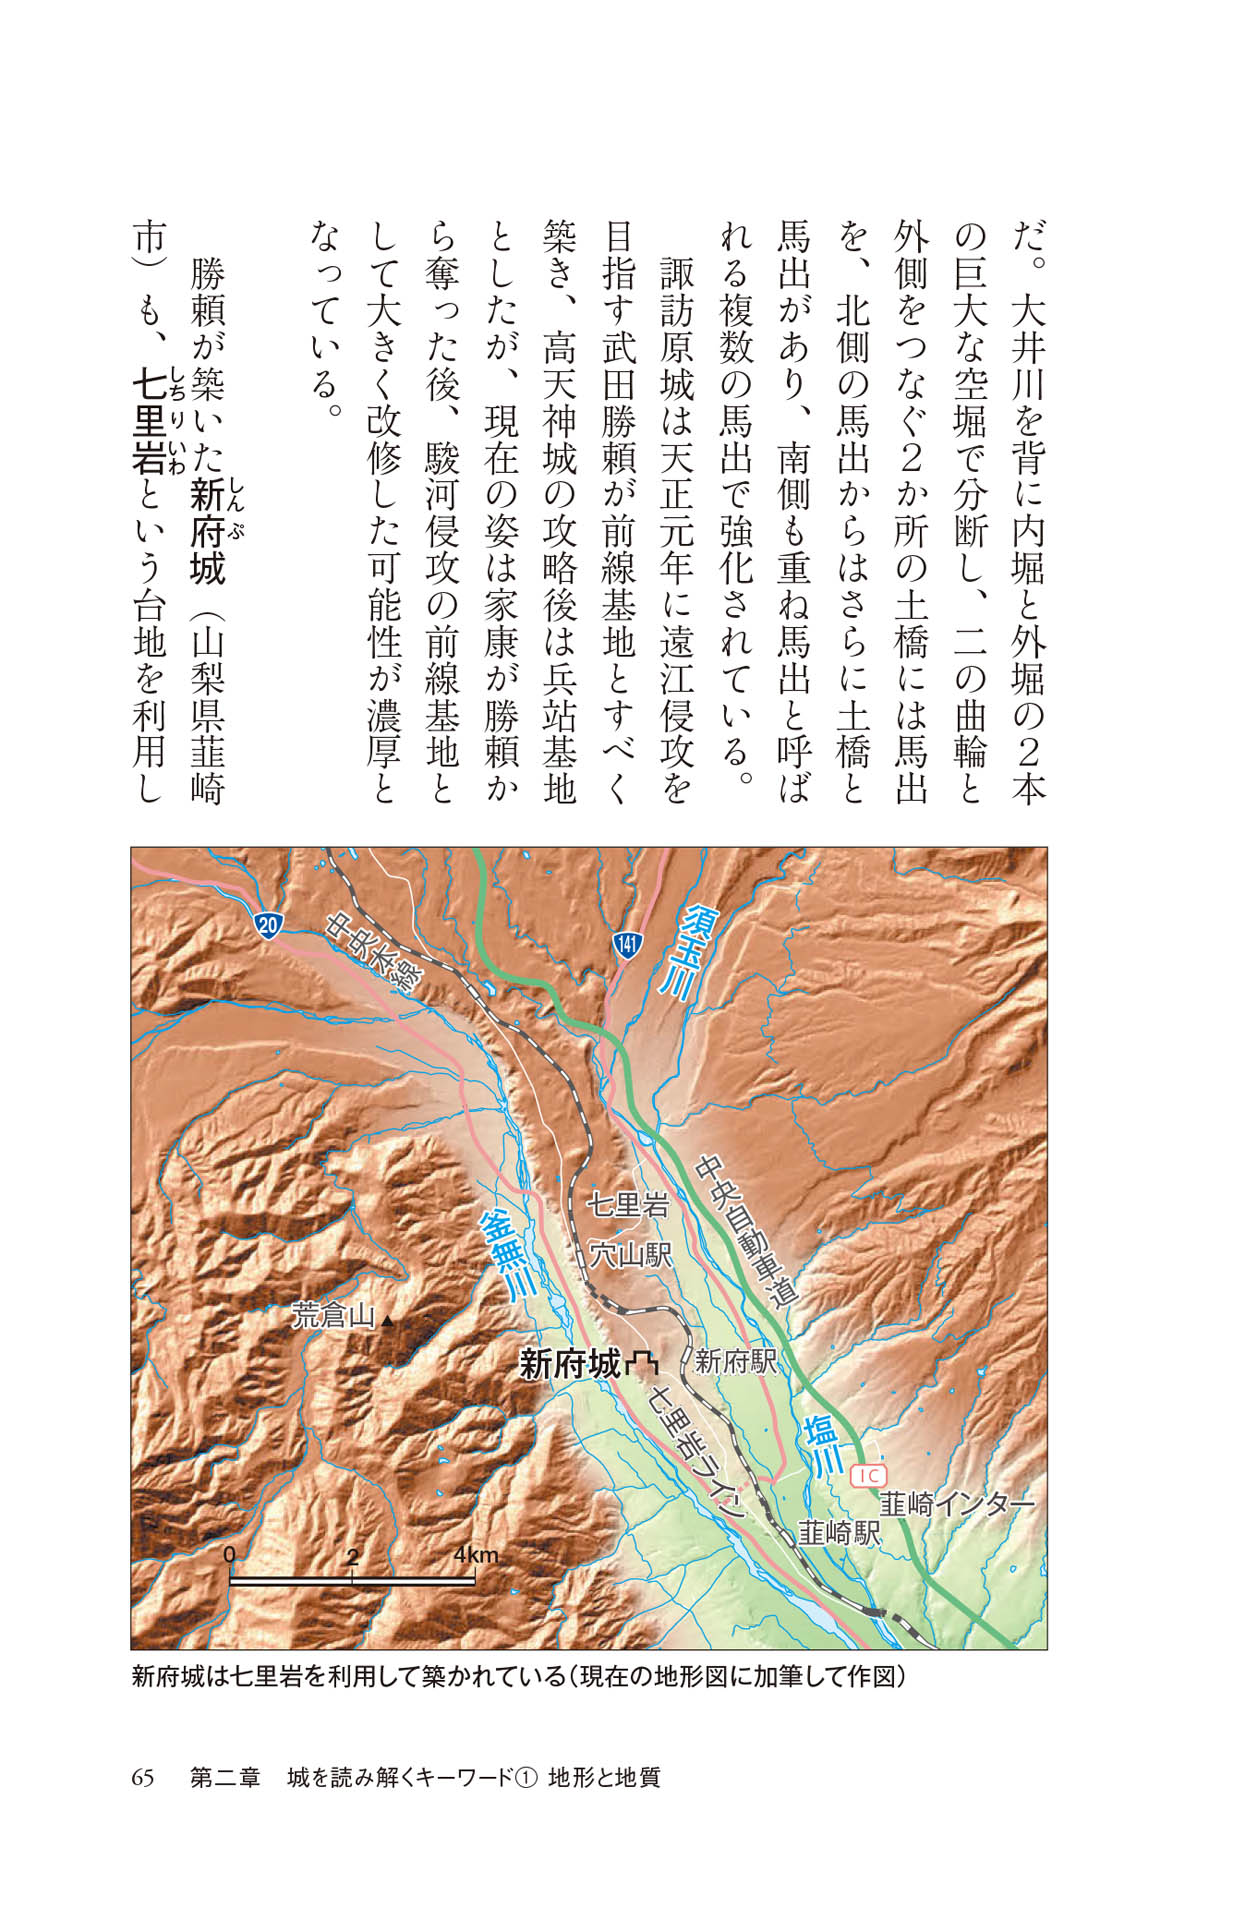 だ。大井川を背に内堀と外堀の2本
の巨大な空堀で分断し、二の曲輪と
外側をつなぐ2か所の土橋には馬出
を、北側の馬出からはさらに土橋と
馬出があり、南側も重ね馬出と呼ば
れる複数の馬出で強化されている。
諏訪原城は天正元年に遠江侵攻を
目指す武田勝頼が前線基地とすべく
築き、高天神城の攻略後は兵站基地
としたが、現在の姿は家康が勝頼か
ら奪った後、駿河侵攻の前線基地と
して大きく改修した可能性が濃厚と
なっている。
勝頼が築いた新府城（山梨県韮崎
しんぷ
市）も、七里岩という台地を利用し
しちりいわ
20
中央本線
141
須玉川
中央自動車道
七里岩
穴山駅
釜無川
荒倉山
新府城
新府駅
七里岩ライン
塩川
IC
韮崎インター
韮崎駅
0 2 4km
新府城は七里岩を利用して築かれている（現在の地形図に加筆して作図）
65 第二章 城を読み解くキーワード① 地形と地質